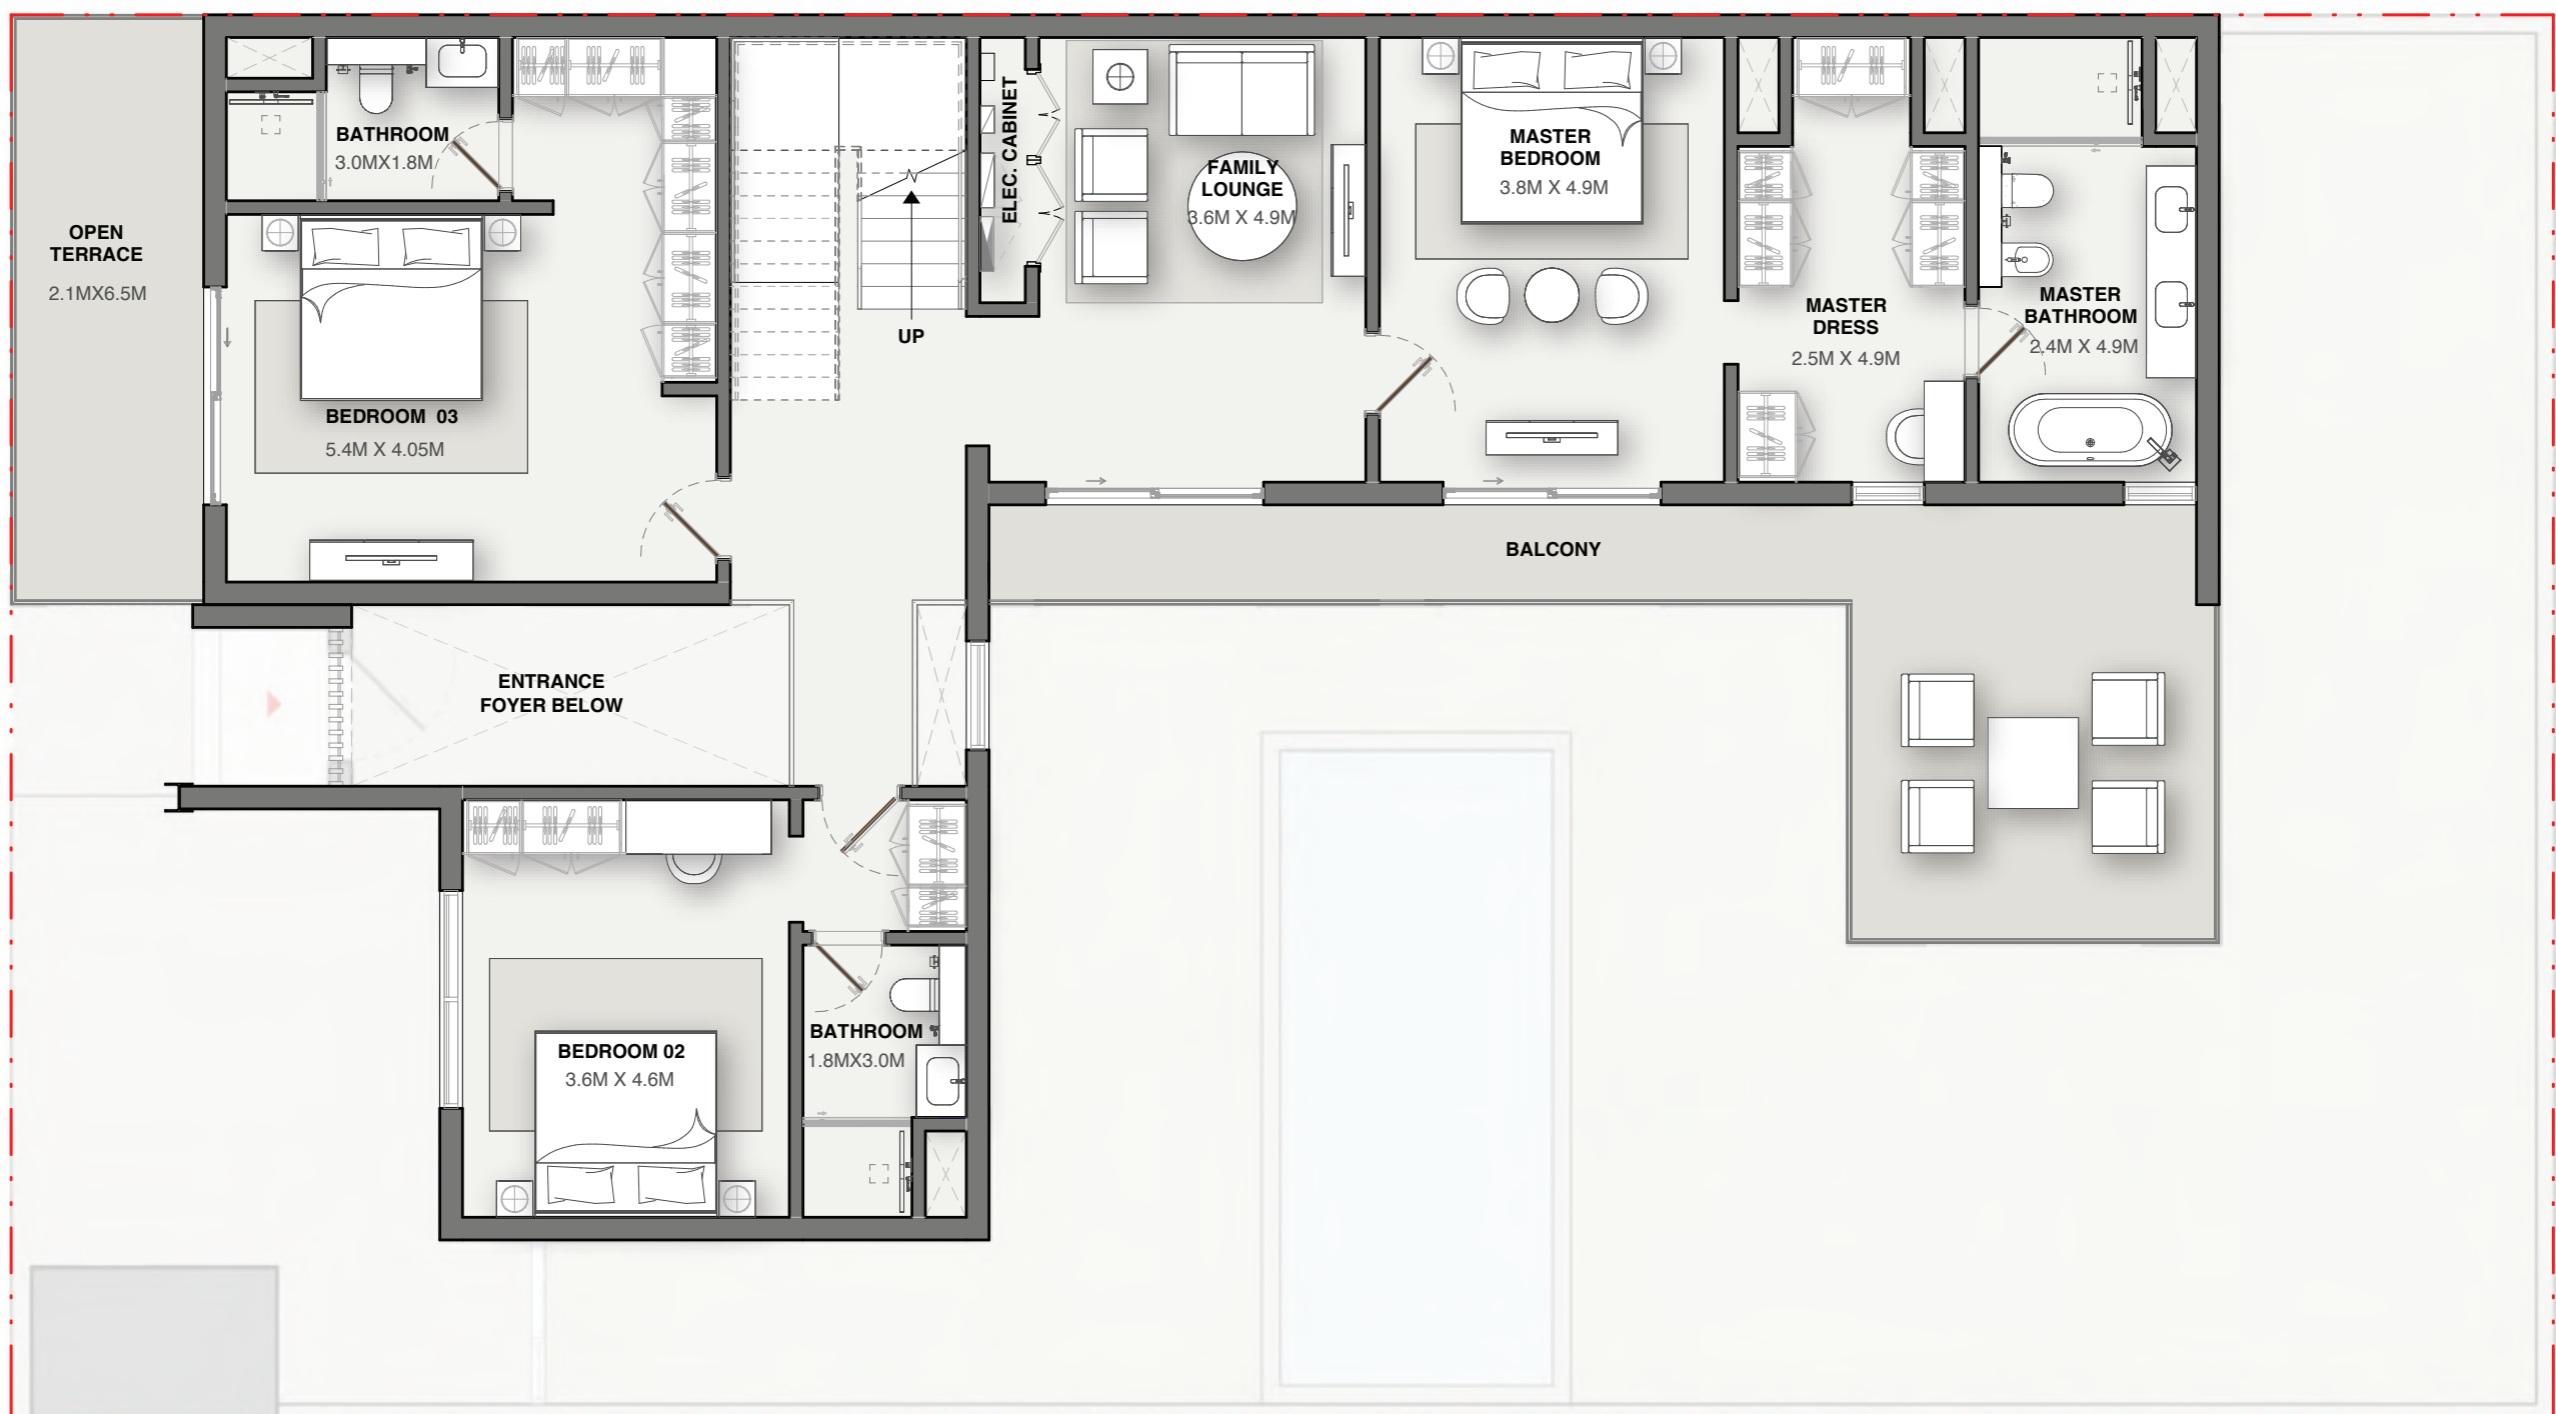 OPEN
TERRACE
2.1MX6.5M
BATHROOM
3.0MX1.8M
BEDROOM  03
5.4M X 4.05M
UP
ELEC. CABINET
FAMILY
LOUNGE
3.6M X 4.9M
MASTER
BEDROOM
3.8M X 4.9M
MASTER
DRESS
2.5M X 4.9M
MASTER
BATHROOM
2.4M X 4.9M
BALCONY
ENTRANCE
FOYER BELOW
BEDROOM 02
3.6M X 4.6M
BATHROOM
1.8MX3.0M